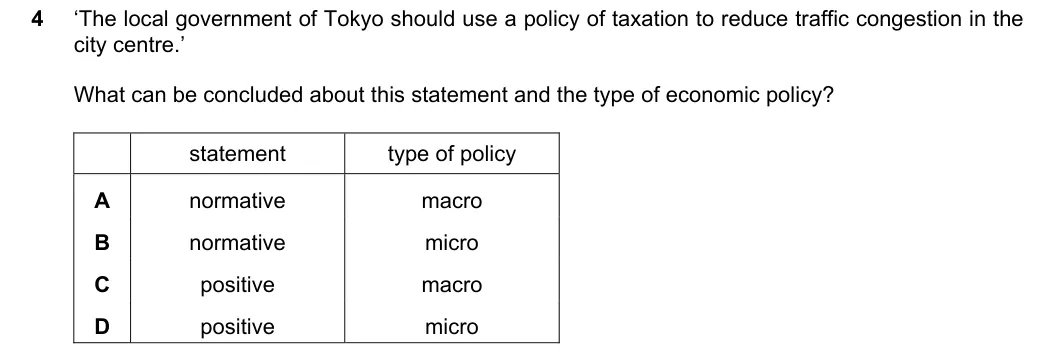 4 ‘The local government of Tokyo should use a policy of taxation to reduce traffic congestion in the
city centre.’
What can be concluded about this statement and the type of economic policy?
statement type of policy
A normative macro
B normative micro
C positive macro
D positive micro